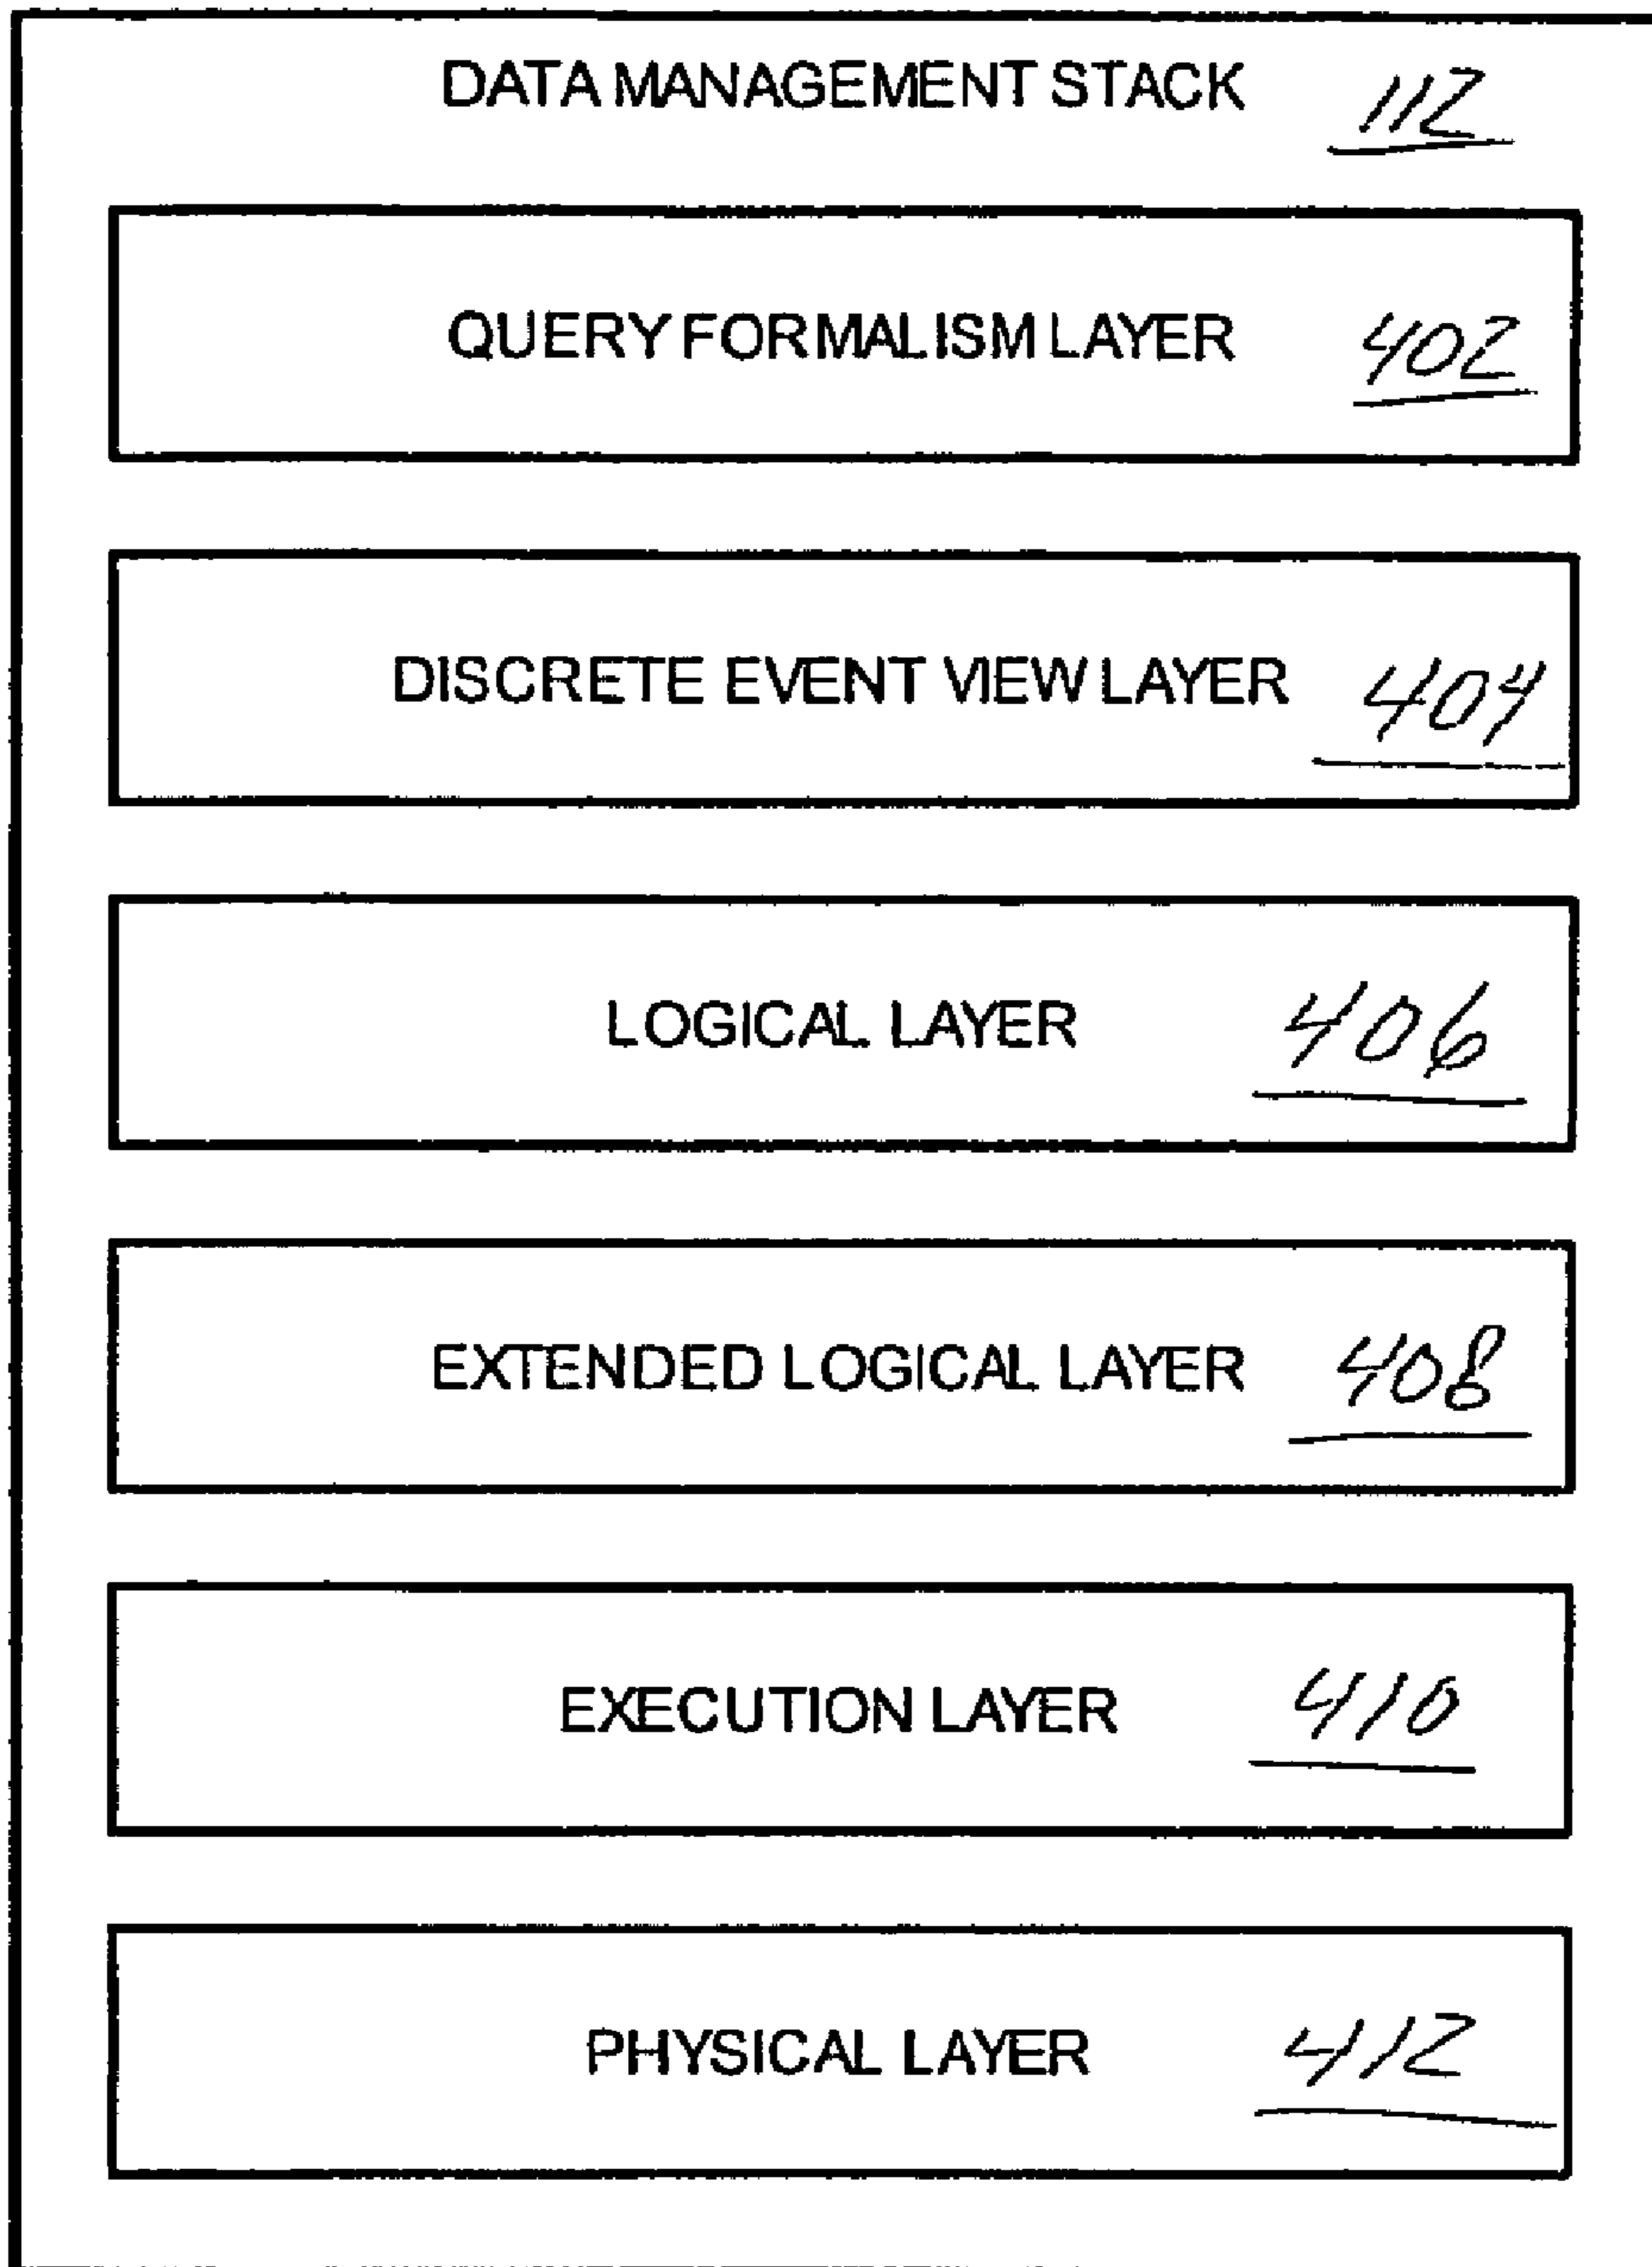 DATA MANAGEMENT STACK 112
QUERY FORMALISM LAYER 402
DISCRETE EVENT VIEW LAYER 404
LOGICAL LAYER 406
EXTENDED LOGICAL LAYER 408
EXECUTION LAYER 410
PHYSICAL LAYER 412